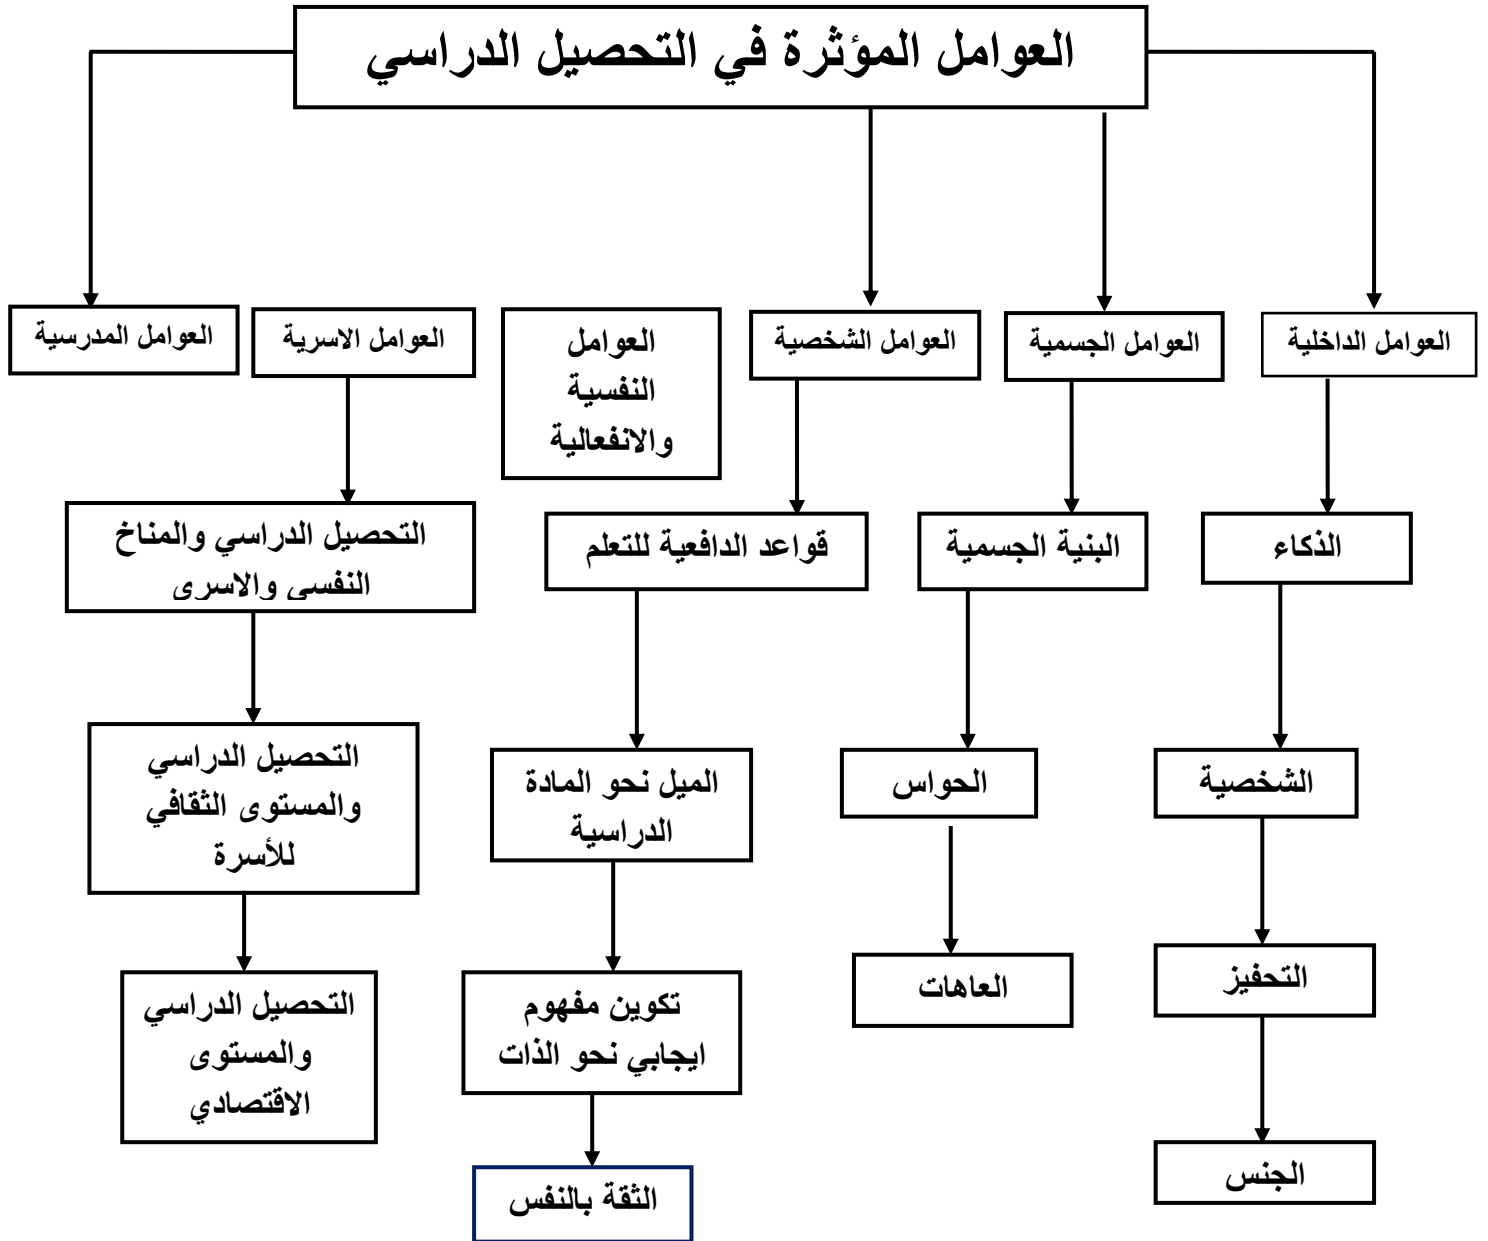 العوامل المؤثرة في التحصيل الدراسي
العوامل الداخلية
العوامل الجسمية
العوامل الشخصية
العوامل
النفسية
والانفعالية
العوامل الاسرية
العوامل المدرسية
الذكاء
البنية الجسمية
قواعد الدافعية للتعلم
التحصيل الدراسي والمناخ
النفسي والاسري
الشخصية
الحواس
الميل نحو المادة
الدراسية
التحصيل الدراسي
والمستوى الثقافي
للأسرة
التحفيز
العاهات
تكوين مفهوم
ايجابي نحو الذات
التحصيل الدراسي
والمستوى
الاقتصادي
الجنس
الثقة بالنفس